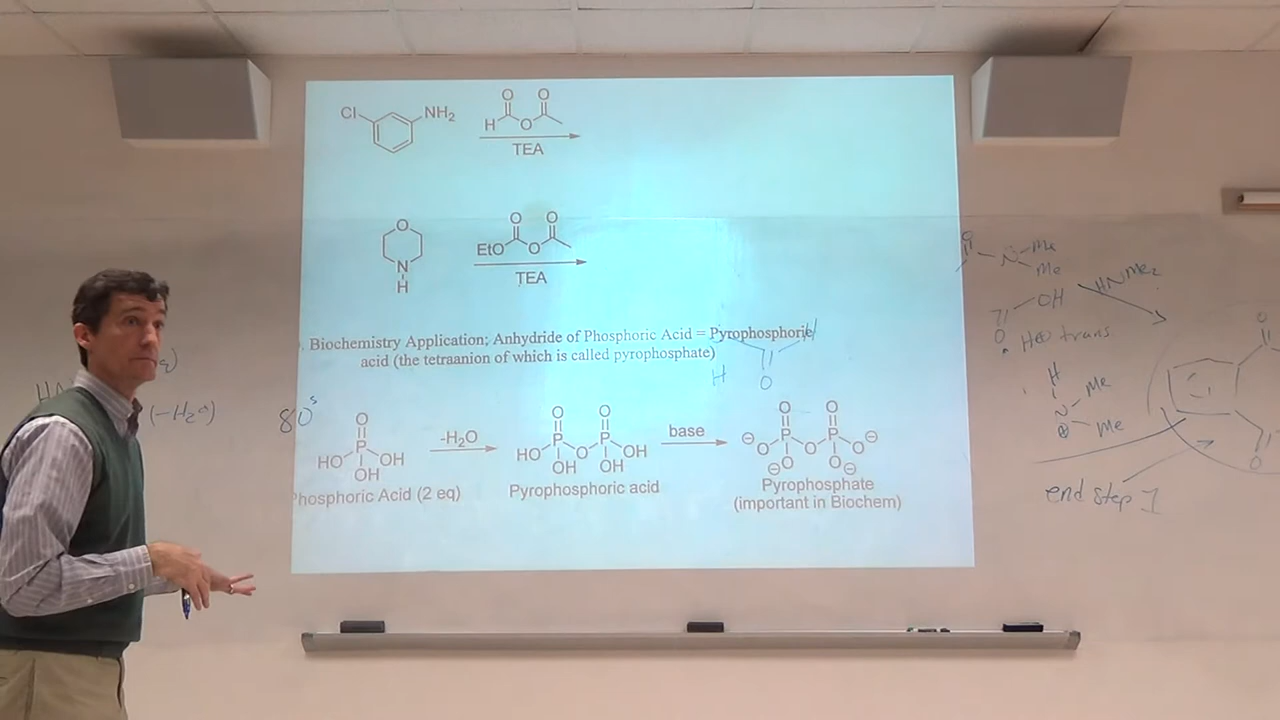 Cl NH₂ O O H O TEA
O N H O O EtO O TEA
Biochemistry Application; Anhydride of Phosphoric Acid = Pyrophosphoric
acid (the tetraanion of which is called pyrophosphate)
O P HO OH OH
-H₂O
O O HO P O P OH OH OH
base
O O ⊖O P O P O⊖ ⊖O O⊖
Phosphoric Acid (2 eq)
Pyrophosphoric acid
Pyrophosphate
(important in Biochem)
HN
(-H₂O)
80s
H O
O N Me
Me
HNMe₂
OH
O
H⊕ trans
H
N Me
⊕ Me
O
O
end step 1